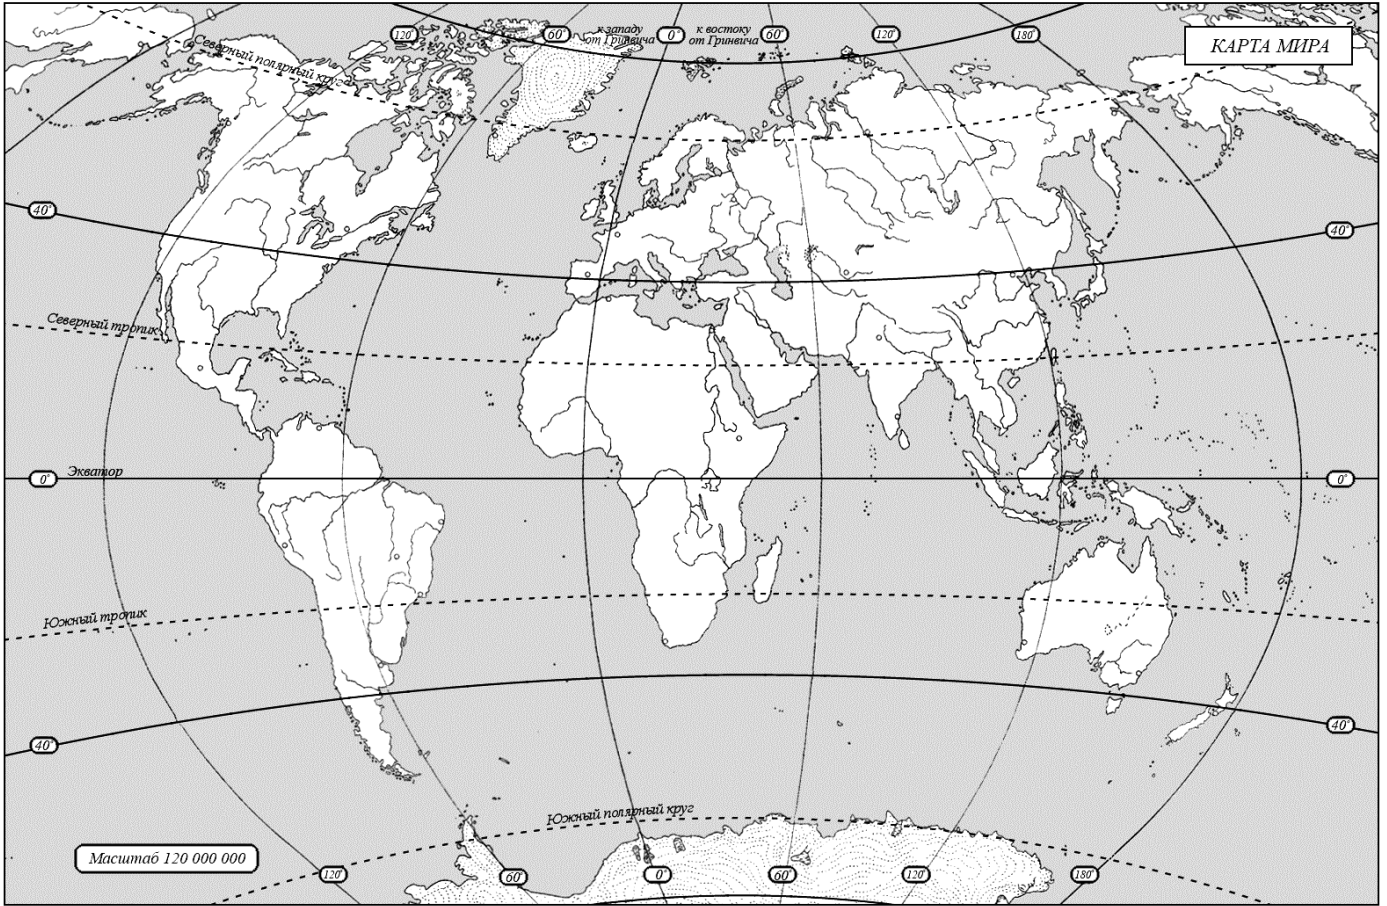 120°
60°
к западу
от Гринвича
0°
к востоку
от Гринвича
60°
120°
180°
КАРТА МИРА
Северный полярный круг
40°
40°
Северный тропик
0°
Экватор
0°
Южный тропик
40°
40°
Южный полярный круг
Масштаб 120 000 000
120°
60°
0°
60°
120°
180°